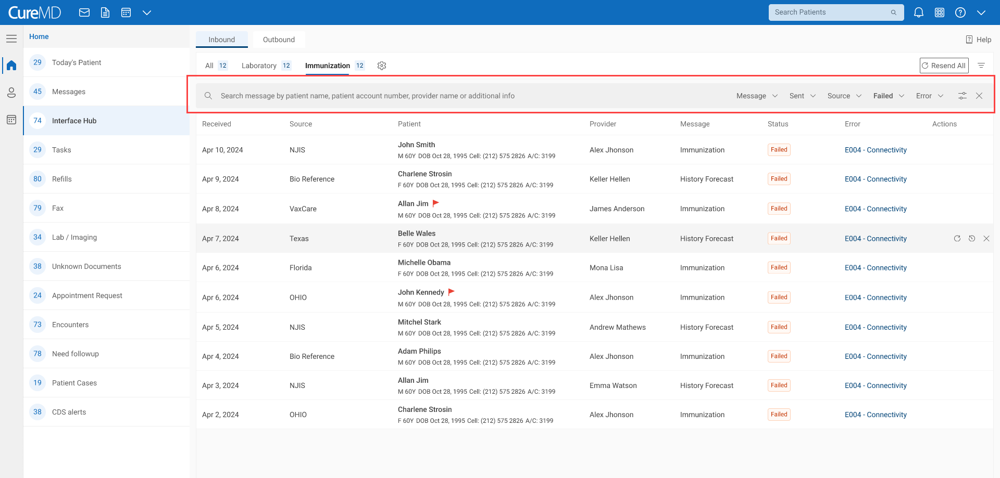 CureMD
Search Patients
Home
Inbound Outbound
Help
29 Today's Patient
45 Messages
74 Interface Hub
29 Tasks
80 Refills
79 Fax
34 Lab / Imaging
38 Unknown Documents
24 Appointment Request
73 Encounters
78 Need followup
19 Patient Cases
38 CDS alerts
All 12 Laboratory 12 Immunization 12
Resend All
Search message by patient name, patient account number, provider name or additional info
Message Sent Source Failed Error
Received Source Patient Provider Message Status Error Actions
Apr 10, 2024 NJIS John Smith Alex Jhonson Immunization Failed E004 - Connectivity
M 60Y DOB Oct 28, 1995 Cell: (212) 575 2826 A/C: 3199
Apr 9, 2024 Bio Reference Charlene Strosin Keller Hellen History Forecast Failed E004 - Connectivity
F 60Y DOB Oct 28, 1995 Cell: (212) 575 2826 A/C: 3199
Apr 8, 2024 VaxCare Allan Jim James Anderson Immunization Failed E004 - Connectivity
M 60Y DOB Oct 28, 1995 Cell: (212) 575 2826 A/C: 3199
Apr 7, 2024 Texas Belle Wales Keller Hellen History Forecast Failed E004 - Connectivity
F 60Y DOB Oct 28, 1995 Cell: (212) 575 2826 A/C: 3199
Apr 6, 2024 Florida Michelle Obama Mona Lisa Immunization Failed E004 - Connectivity
F 60Y DOB Oct 28, 1995 Cell: (212) 575 2826 A/C: 3199
Apr 6, 2024 OHIO John Kennedy Alex Jhonson Immunization Failed E004 - Connectivity
M 60Y DOB Oct 28, 1995 Cell: (212) 575 2826 A/C: 3199
Apr 5, 2024 NJIS Mitchel Stark Andrew Mathews History Forecast Failed E004 - Connectivity
M 60Y DOB Oct 28, 1995 Cell: (212) 575 2826 A/C: 3199
Apr 4, 2024 Bio Reference Adam Philips Alex Jhonson Immunization Failed E004 - Connectivity
M 60Y DOB Oct 28, 1995 Cell: (212) 575 2826 A/C: 3199
Apr 3, 2024 NJIS Allan Jim Emma Watson History Forecast Failed E004 - Connectivity
M 60Y DOB Oct 28, 1995 Cell: (212) 575 2826 A/C: 3199
Apr 2, 2024 OHIO Charlene Strosin Alex Jhonson Immunization Failed E004 - Connectivity
F 60Y DOB Oct 28, 1995 Cell: (212) 575 2826 A/C: 3199